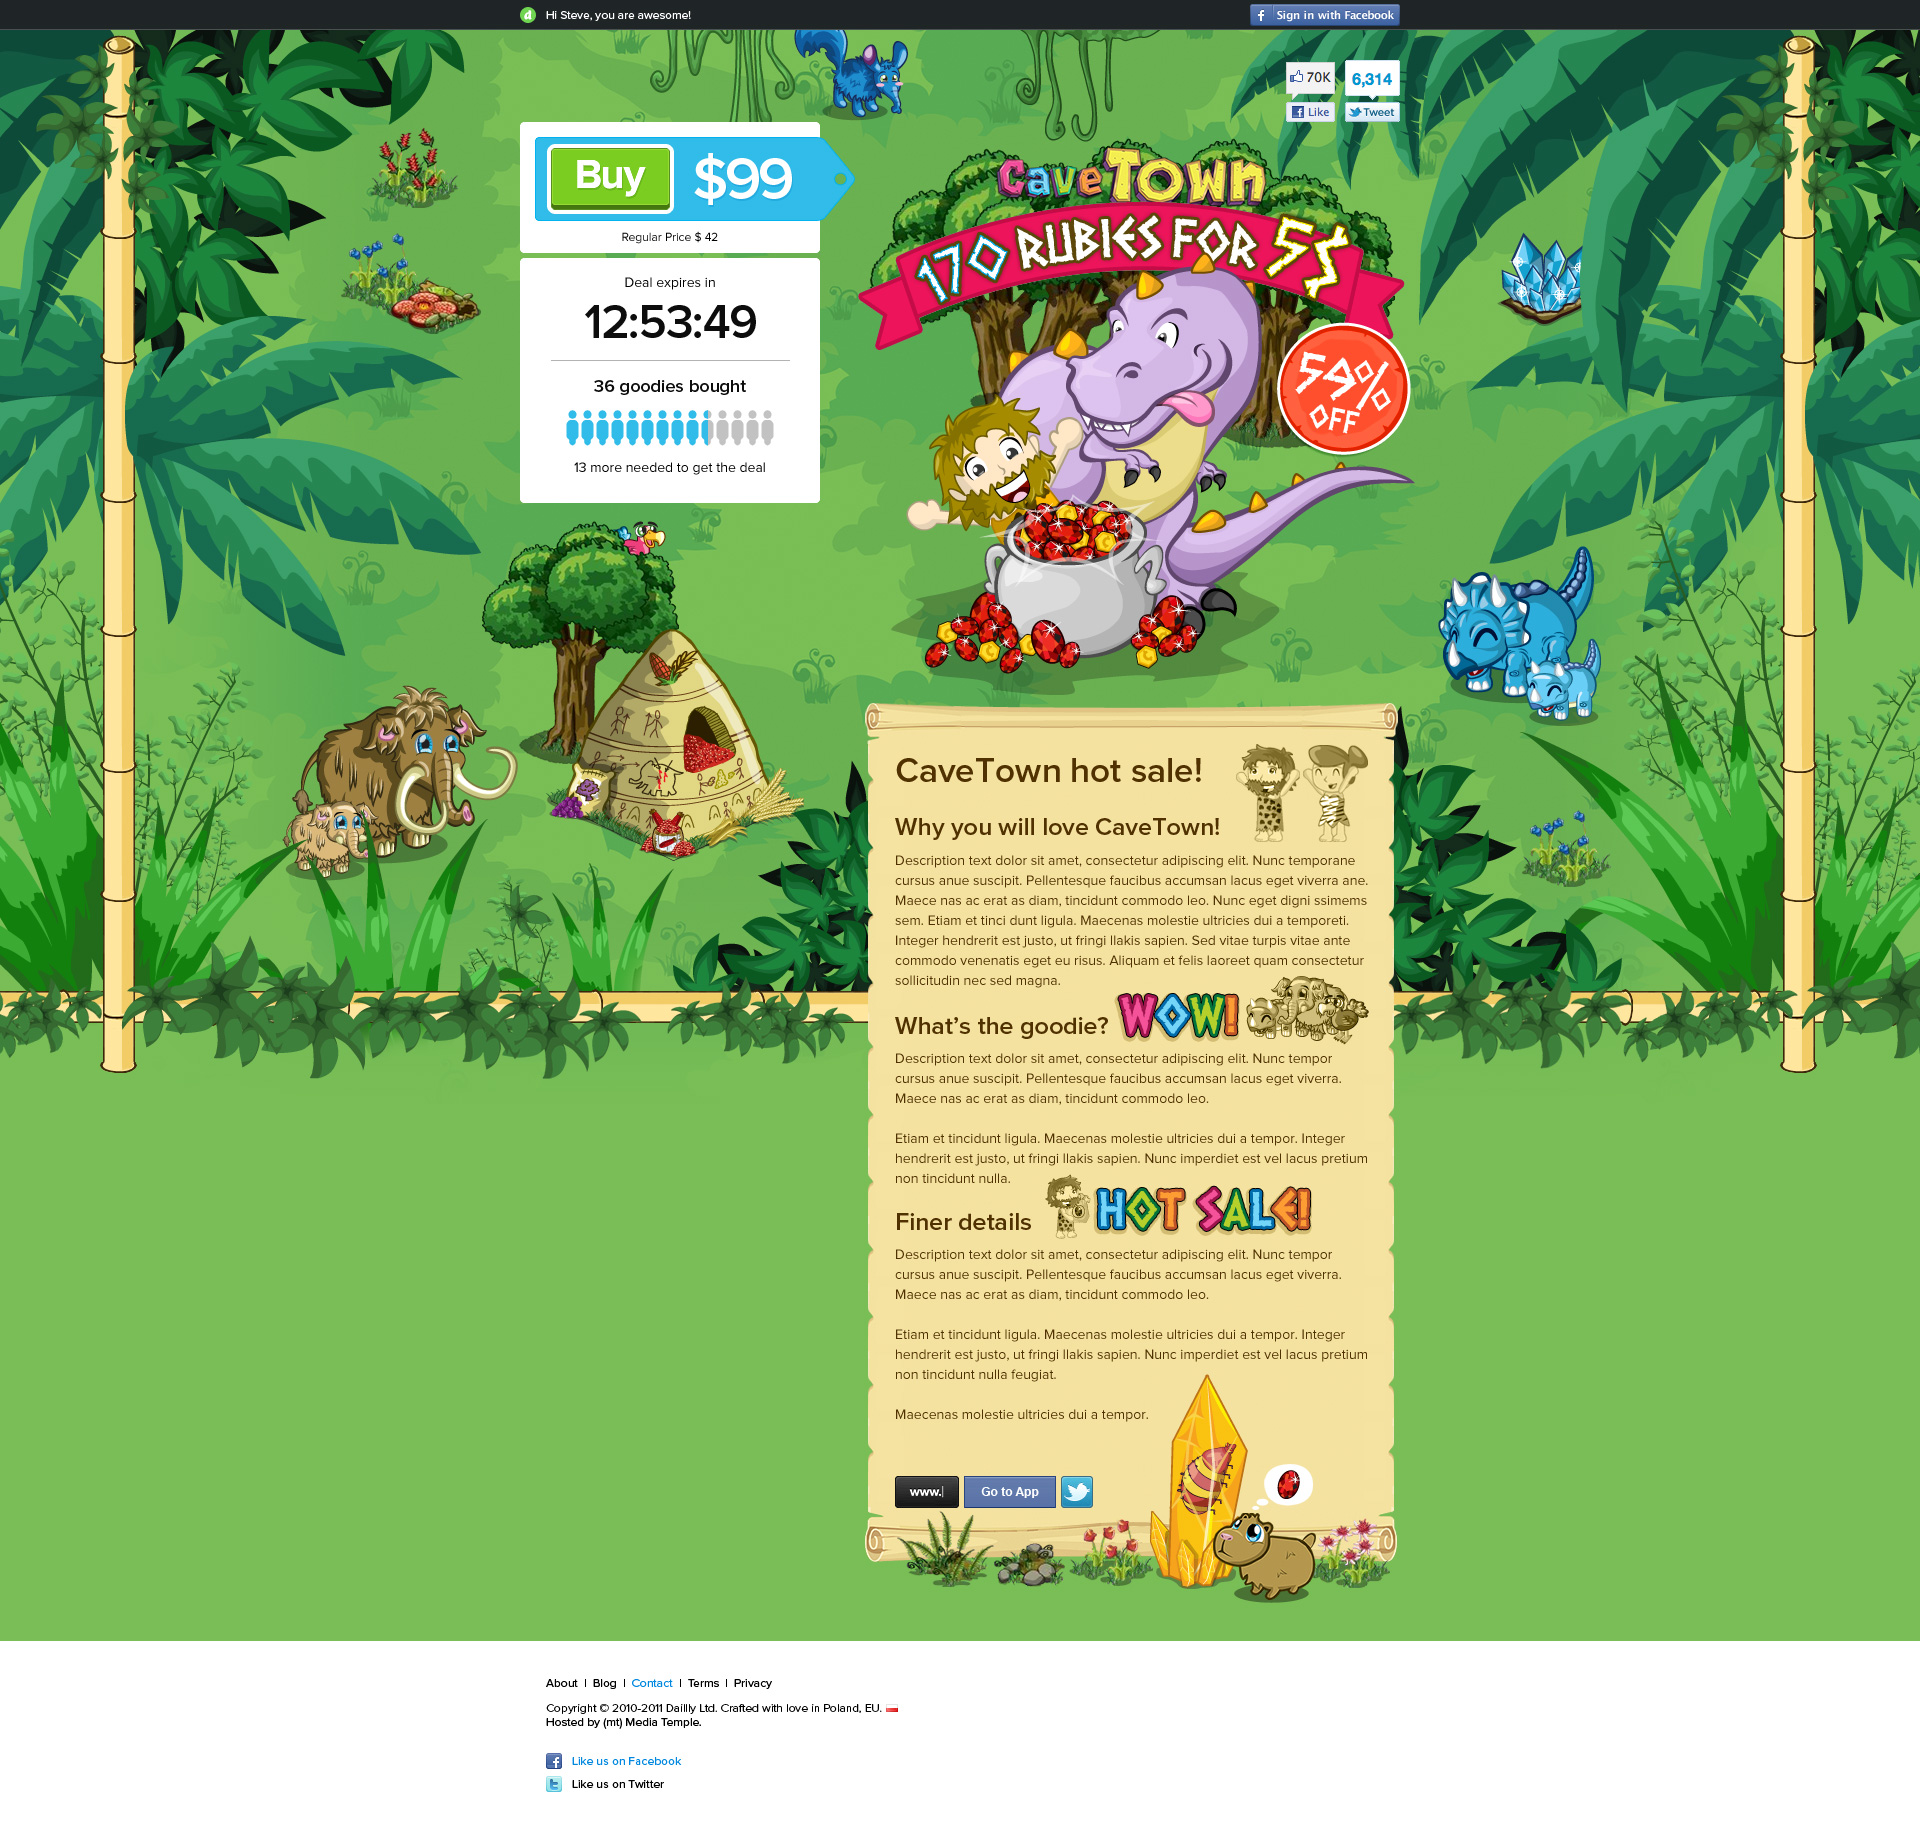 Hi Steve, you are awesome!
Sign in with Facebook
70K
6,314
Like
Tweet
Buy
$99
Regular Price $ 42
Deal expires in
12:53:49
36 goodies bought
13 more needed to get the deal
CaveTown
170 RUBIES FOR 5$
59%
OFF
CaveTown hot sale!
Why you will love CaveTown!
Description text dolor sit amet, consectetur adipiscing elit. Nunc temporane
cursus anue suscipit. Pellentesque faucibus accumsan lacus eget viverra ane.
Maece nas ac erat as diam, tincidunt commodo leo. Nunc eget digni ssimems
sem. Etiam et tinci dunt ligula. Maecenas molestie ultricies dui a temporeti.
Integer hendrerit est justo, ut fringi llakis sapien. Sed vitae turpis vitae ante
commodo venenatis eget eu risus. Aliquam et felis laoreet quam consectetur
sollicitudin nec sed magna.
What's the goodie?
WOW!
Description text dolor sit amet, consectetur adipiscing elit. Nunc tempor
cursus anue suscipit. Pellentesque faucibus accumsan lacus eget viverra.
Maece nas ac erat as diam, tincidunt commodo leo.
Etiam et tincidunt ligula. Maecenas molestie ultricies dui a tempor. Integer
hendrerit est justo, ut fringi llakis sapien. Nunc imperdiet est vel lacus pretium
non tincidunt nulla.
Finer details
HOT SALE!
Description text dolor sit amet, consectetur adipiscing elit. Nunc tempor
cursus anue suscipit. Pellentesque faucibus accumsan lacus eget viverra.
Maece nas ac erat as diam, tincidunt commodo leo.
Etiam et tincidunt ligula. Maecenas molestie ultricies dui a tempor. Integer
hendrerit est justo, ut fringi llakis sapien. Nunc imperdiet est vel lacus pretium
non tincidunt nulla feugiat.
Maecenas molestie ultricies dui a tempor.
www.|
Go to App
About | Blog | Contact | Terms | Privacy
Copyright © 2010-2011 Dailly Ltd. Crafted with love in Poland, EU.
Hosted by (mt) Media Temple.
Like us on Facebook
Like us on Twitter